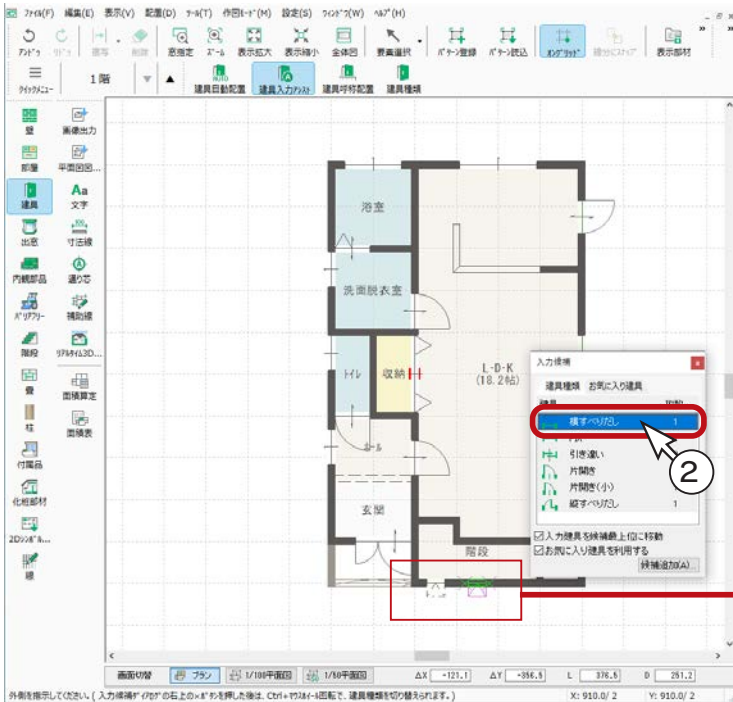 ファイル(F) 編集(E) 表示(V) 配置(D) ツール(T) 作図モード(M) 設定(S) ウインドウ(W) ヘルプ(H)
アンドゥ リドゥ 複写 削除 窓指定 ズーム 表示拡大 表示縮小 全体図 要素選択 パターン登録 パターン読込 オングリッド 線分にスナップ 表示部材
クイックメニュー 1階 建具自動配置 建具入力アシスト 建具呼称配置 建具種類
壁 画像出力
部屋 平面図図...
建具 文字
出窓 寸法線
内観部品 通り芯
バリアフリー 補助線
階段 リアルタイム3D...
畳 面積算定
柱 面積表
付属品
化粧部材
2Dシンボル...
線
浴室
洗面脱衣室
トイレ
収納
L・D・K
(18.2帖)
ホール
玄関
階段
入力候補
建具種類 お気に入り建具
建具
横すべりだし 1
引き違い
片開き
片開き(小)
縦すべりだし 1
入力建具を候補最上位に移動
お気に入り建具を利用する
候補追加(A)...
②
画面切替 プラン 1/100平面図 1/50平面図 ΔX -121.1 ΔY -356.5 L 376.5 D 251.2
外側を指示してください。( 入力候補ダイアログの右上の×ボタンを押した後は、Ctrl+マウスホイール回転で、建具種類を切り替えられます。) X: 910.0/ 2 Y: 910.0/ 2